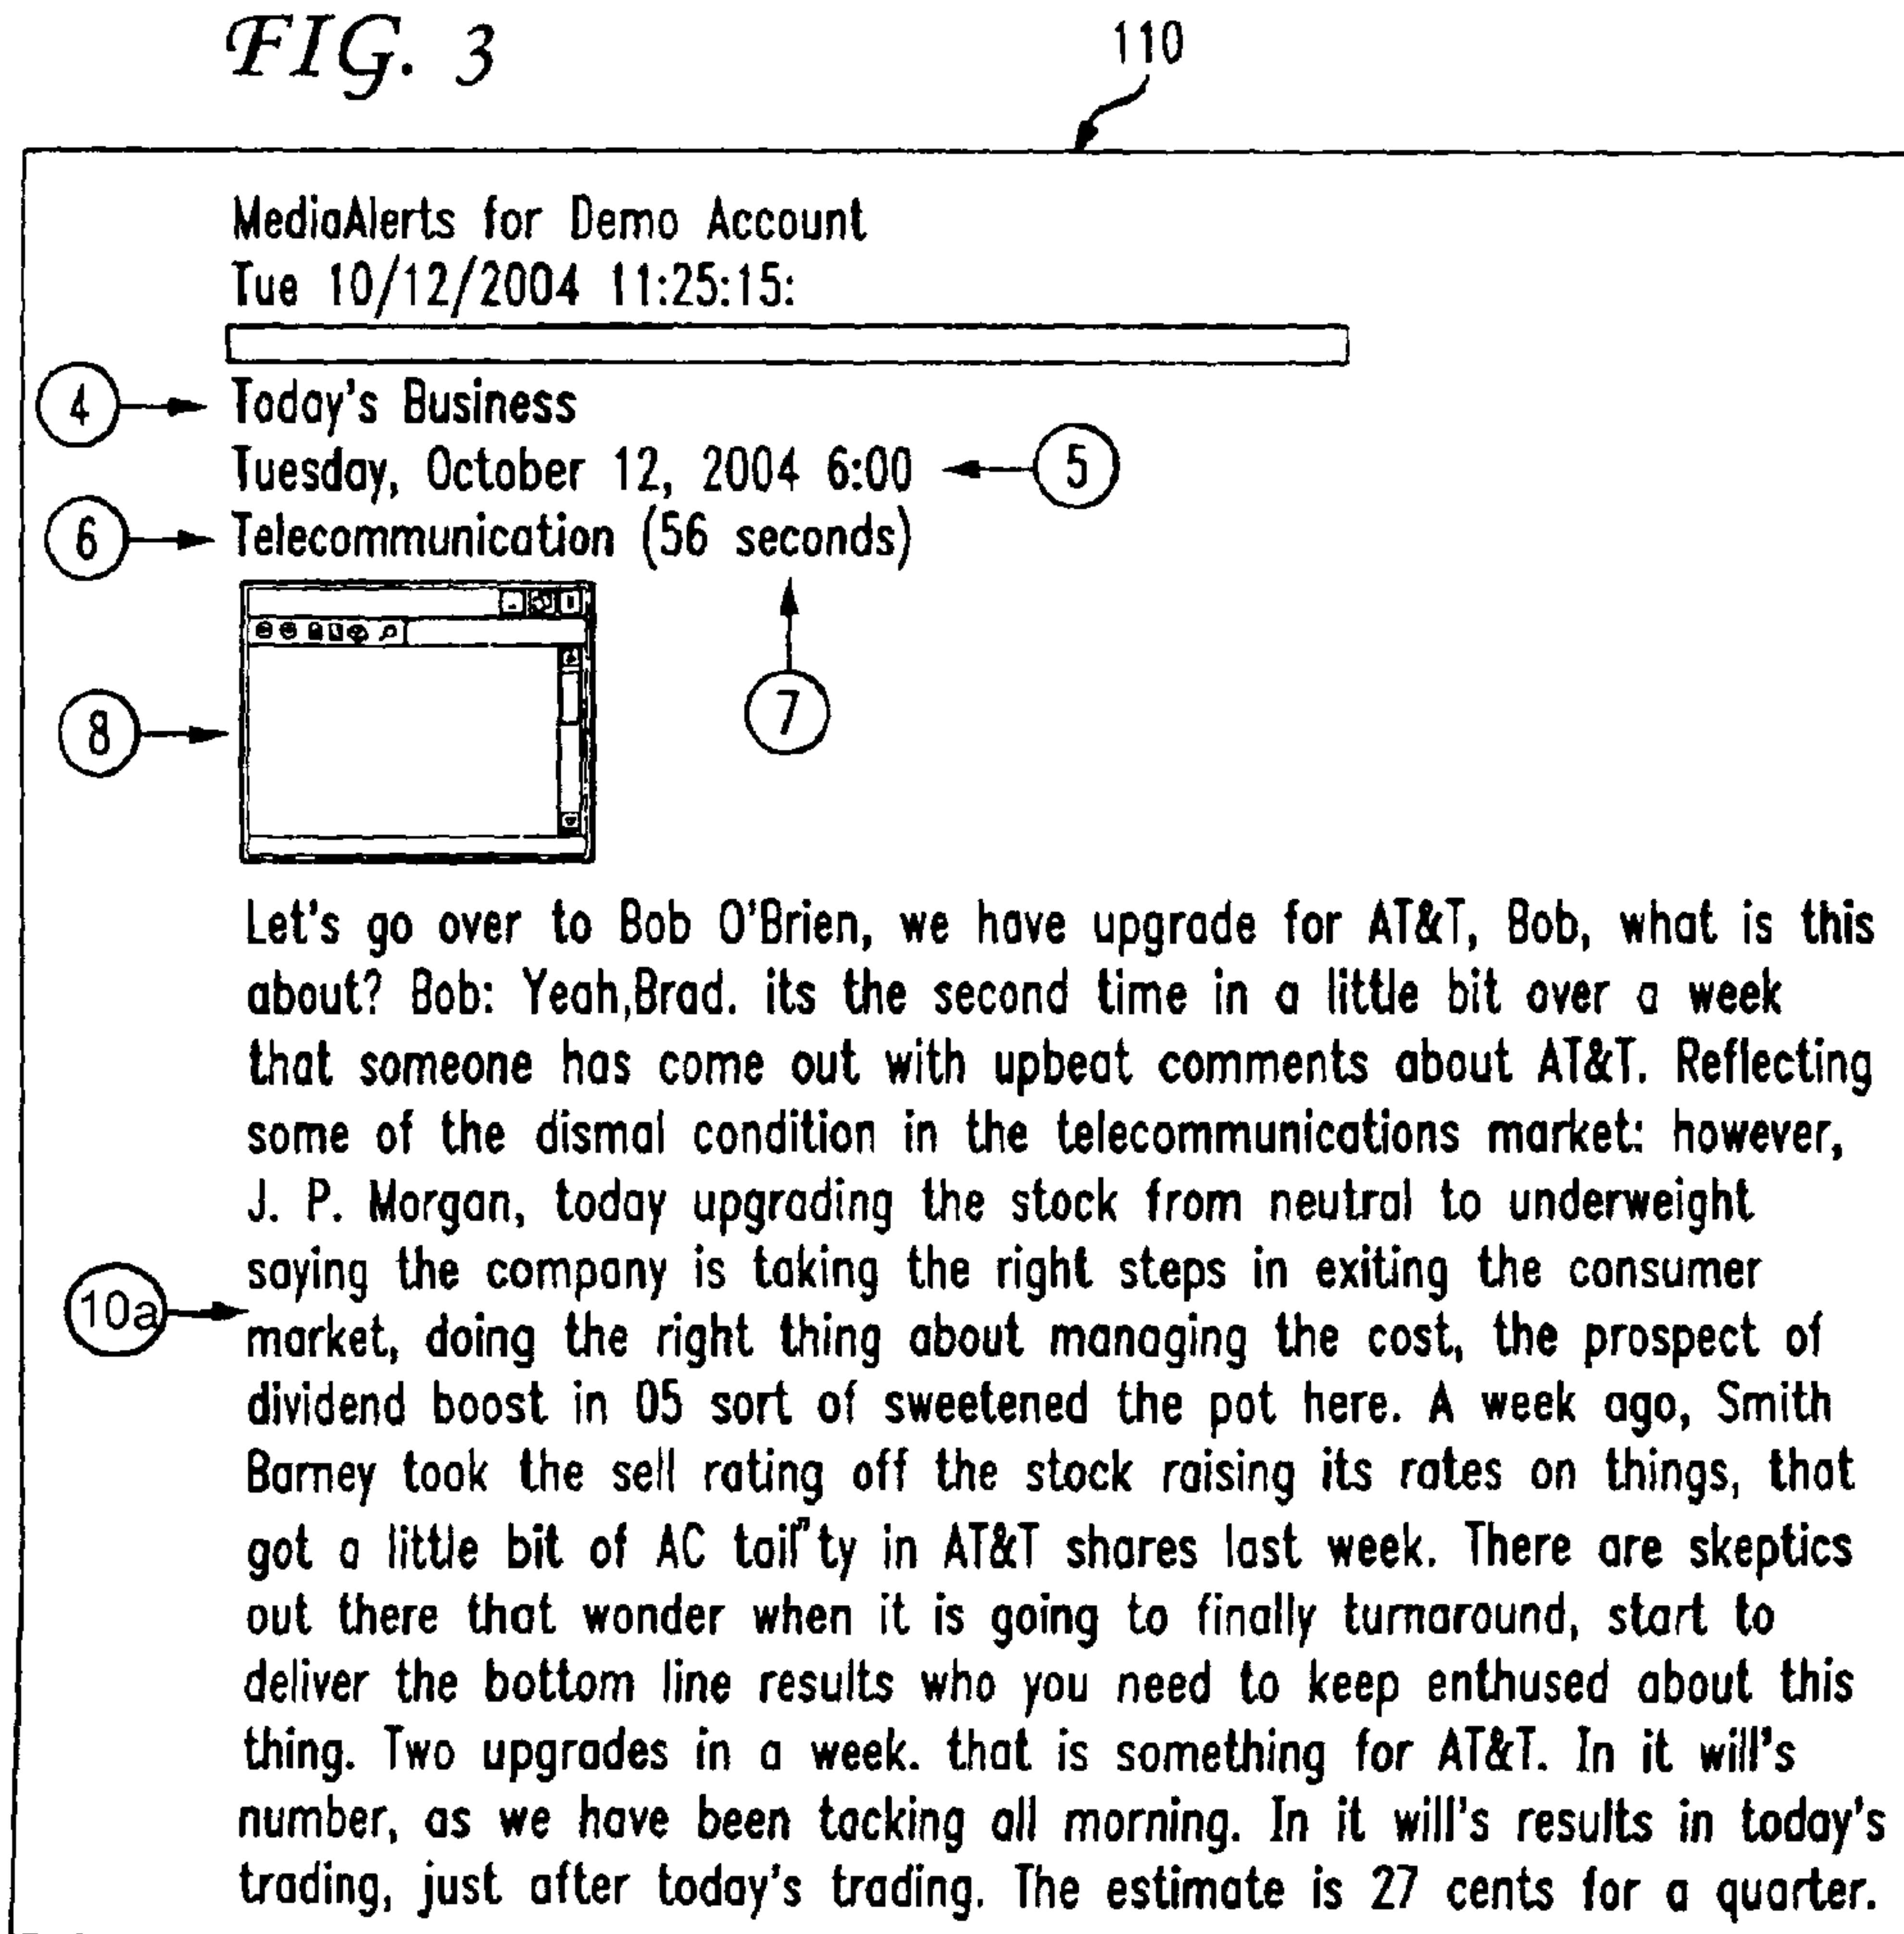 FIG. 3
110
MediaAlerts for Demo Account
Tue 10/12/2004 11:25:15:
4
Today's Business
Tuesday, October 12, 2004 6:00
5
6
Telecommunication (56 seconds)
7
8
Let's go over to Bob O'Brien, we have upgrade for AT&T, Bob, what is this
about? Bob: Yeah,Brad. its the second time in a little bit over a week
that someone has come out with upbeat comments about AT&T. Reflecting
some of the dismal condition in the telecommunications market: however,
J. P. Morgan, today upgrading the stock from neutral to underweight
saying the company is taking the right steps in exiting the consumer
10a
market, doing the right thing about managing the cost, the prospect of
dividend boost in 05 sort of sweetened the pot here. A week ago, Smith
Barney took the sell rating off the stock raising its rates on things, that
got a little bit of AC ty in AT&T shares last week. There are skeptics
out there that wonder when it is going to finally turnaround, start to
deliver the bottom line results who you need to keep enthused about this
thing. Two upgrades in a week. that is something for AT&T. In it will's
number, as we have been tacking all morning. In it will's results in today's
trading, just after today's trading. The estimate is 27 cents for a quarter.